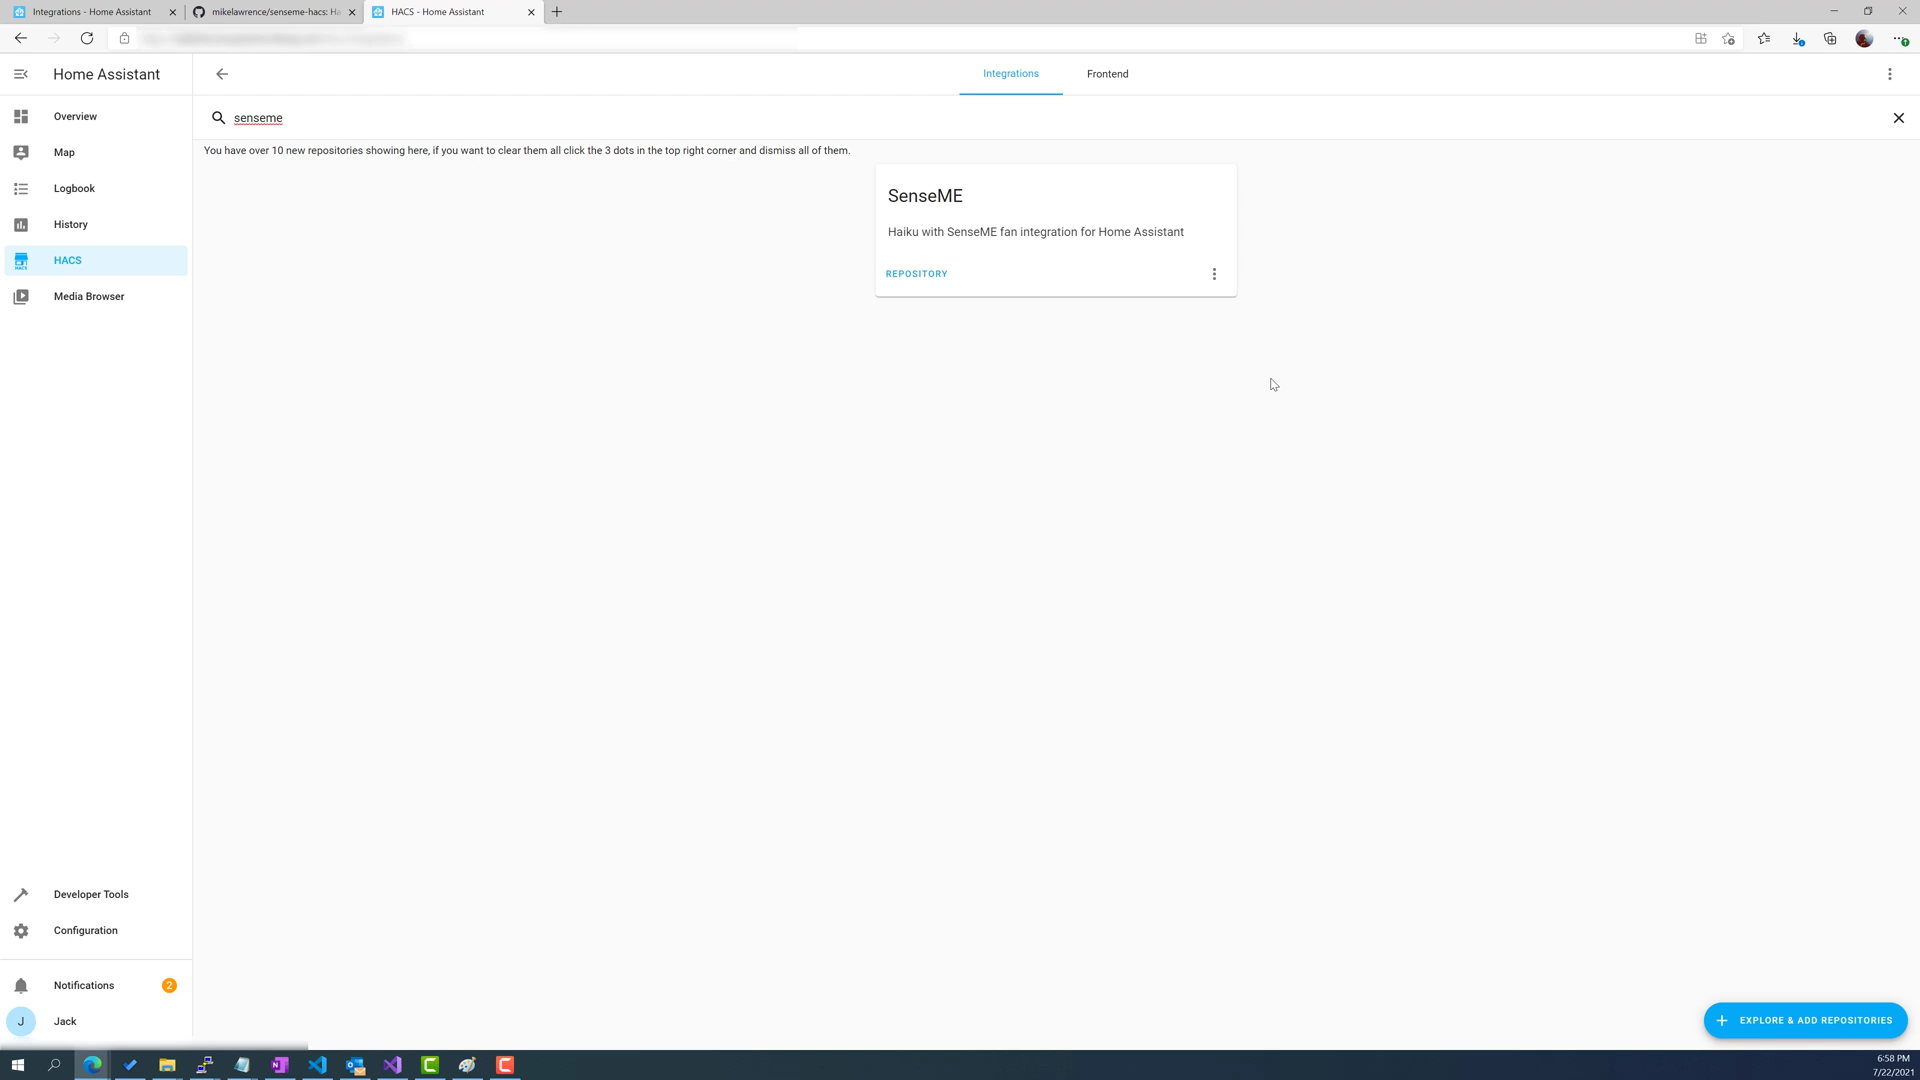 Integrations - Home Assistant
mikelawrence/senseme-hacs: HA
HACS - Home Assistant
Home Assistant
Integrations
Frontend
Overview
senseme
You have over 10 new repositories showing here, if you want to clear them all click the 3 dots in the top right corner and dismiss all of them.
Map
Logbook
History
HACS
Media Browser
SenseME
Haiku with SenseME fan integration for Home Assistant
REPOSITORY
Developer Tools
Configuration
Notifications
2
J
Jack
EXPLORE & ADD REPOSITORIES
6:58 PM
7/22/2021